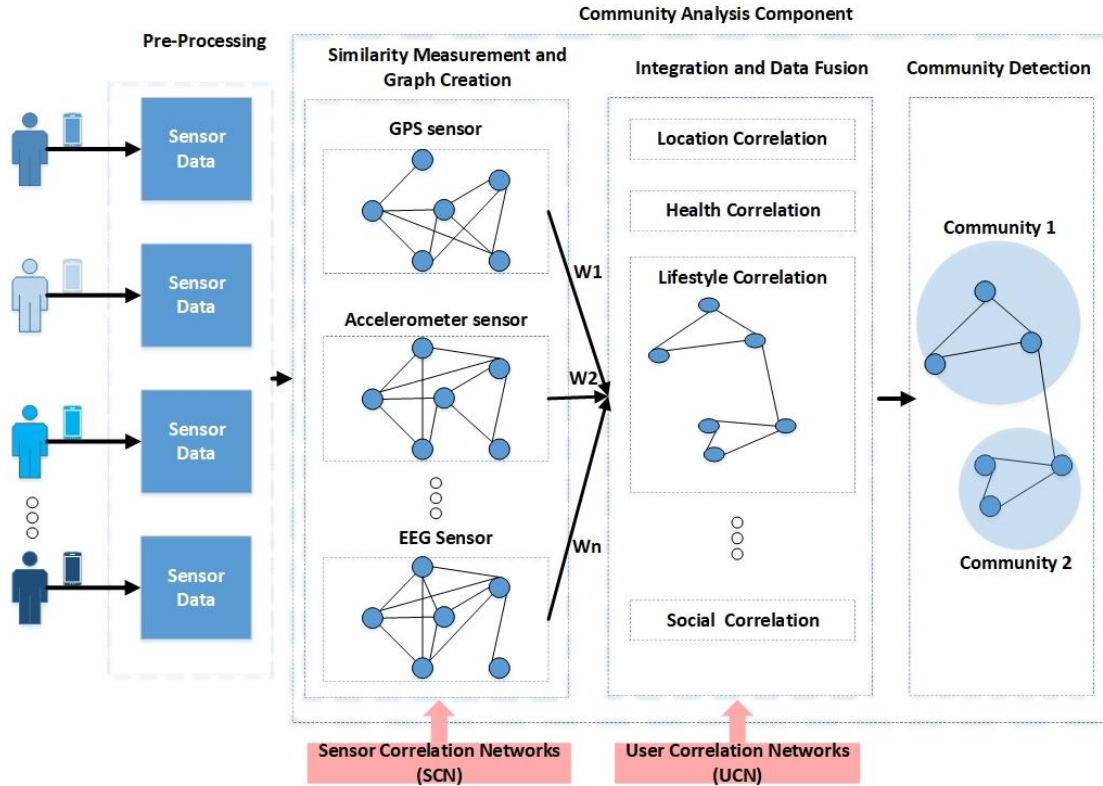 Community Analysis Component
Pre-Processing
Similarity Measurement and
Graph Creation
Integration and Data Fusion
Community Detection
Sensor
Data
Sensor
Data
Sensor
Data
Sensor
Data
GPS sensor
Accelerometer sensor
EEG Sensor
W1
W2
Wn
Location Correlation
Health Correlation
Lifestyle Correlation
Social Correlation
Community 1
Community 2
Sensor Correlation Networks
(SCN)
User Correlation Networks
(UCN)